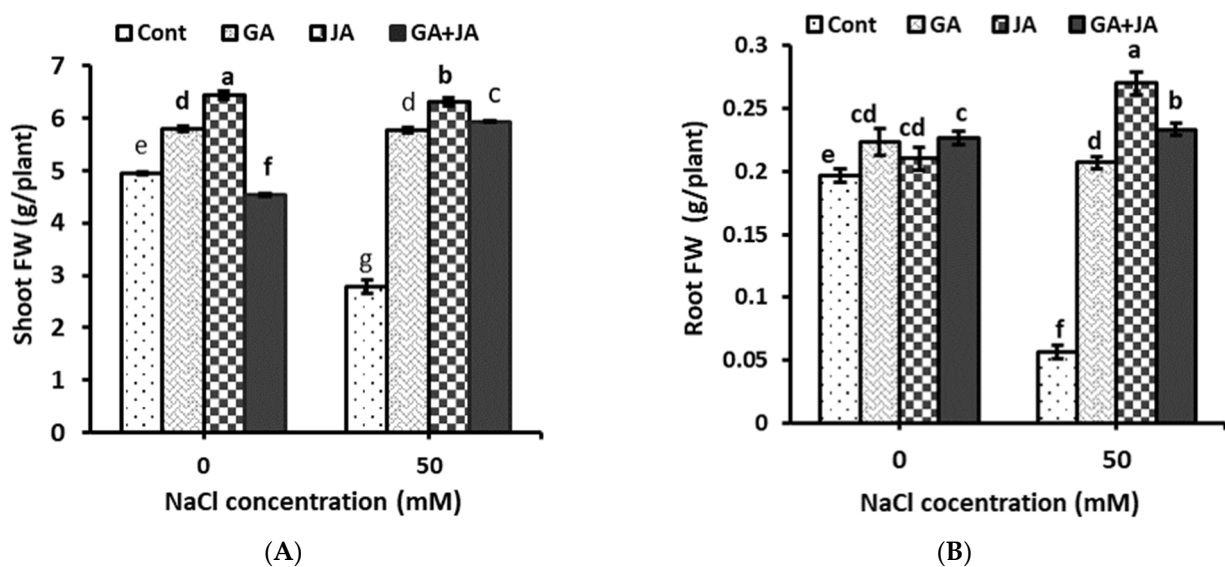 Cont GA JA GA+JA
Shoot FW (g/plant)
7
6
5
4
3
2
1
0
e d a f
g d b c
0 50
NaCl concentration (mM)
(A)
Cont GA JA GA+JA
Root FW (g/plant)
0.3
0.25
0.2
0.15
0.1
0.05
0
e cd cd c
f d a b
0 50
NaCl cocentration (mM)
(B)